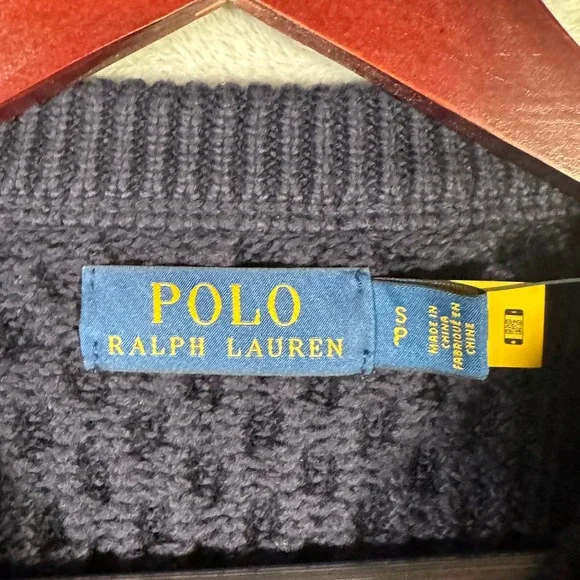 POLO
RALPH LAUREN
S
P
MADE IN
CHINA
FABRIQUÉ EN
CHINE